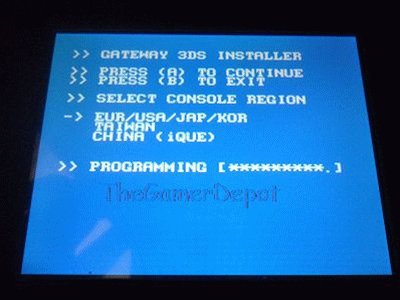 >> GATEWAY 3DS INSTALLER
>> PRESS (A) TO CONTINUE
>> PRESS (B) TO EXIT
>> SELECT CONSOLE REGION
-> EUR/USA/JAP/KOR
TAIWAN
CHINA (iQUE)
>> PROGRAMMING [*********.]
TheGamerDepot